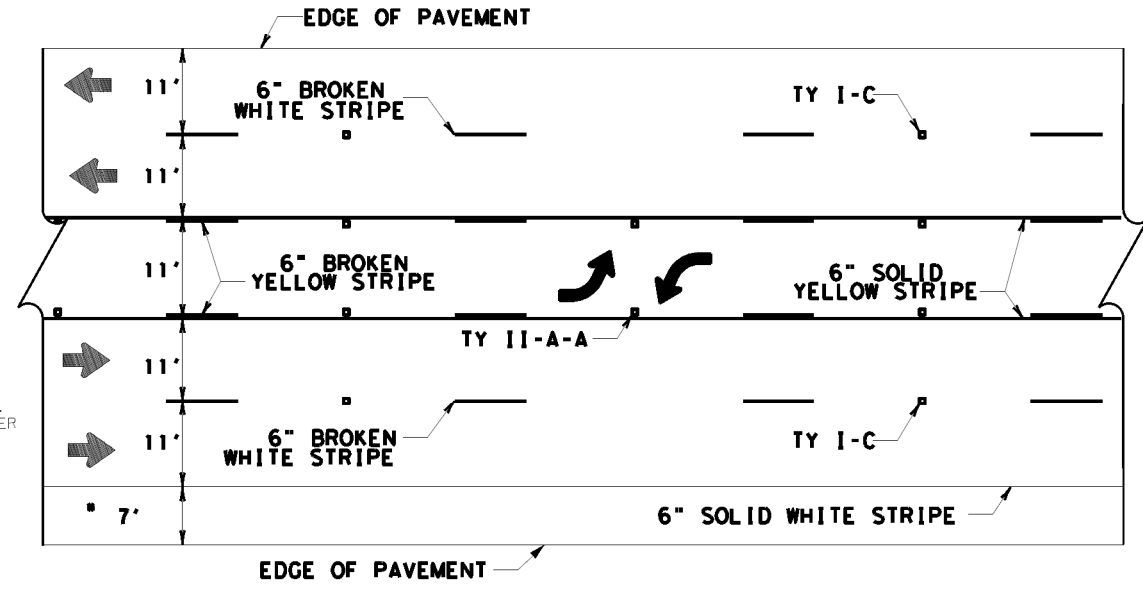 EDGE OF PAVEMENT
11'
6" BROKEN
WHITE STRIPE
TY I-C
11'
11'
6" BROKEN
YELLOW STRIPE
6" SOLID
YELLOW STRIPE
TY II-A-A
11'
ER
11'
6" BROKEN
WHITE STRIPE
TY I-C
* 7'
6" SOLID WHITE STRIPE
EDGE OF PAVEMENT